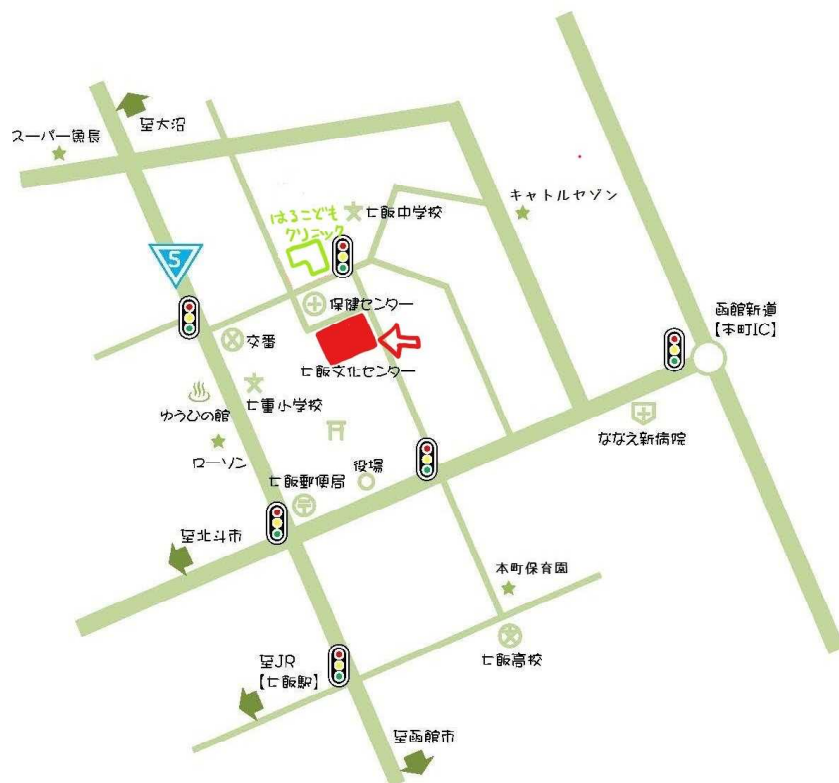 至大沼
スーパー魚長
キャトルセゾン
七飯中学校
はるこども
クリニック
5
保健センター
函館新道
【本町IC】
交番
七飯文化センター
七重小学校
ゆうひの館
ローソン
ななえ新病院
役場
七飯郵便局
至北斗市
本町保育園
七飯高校
至JR
【七飯駅】
至函館市